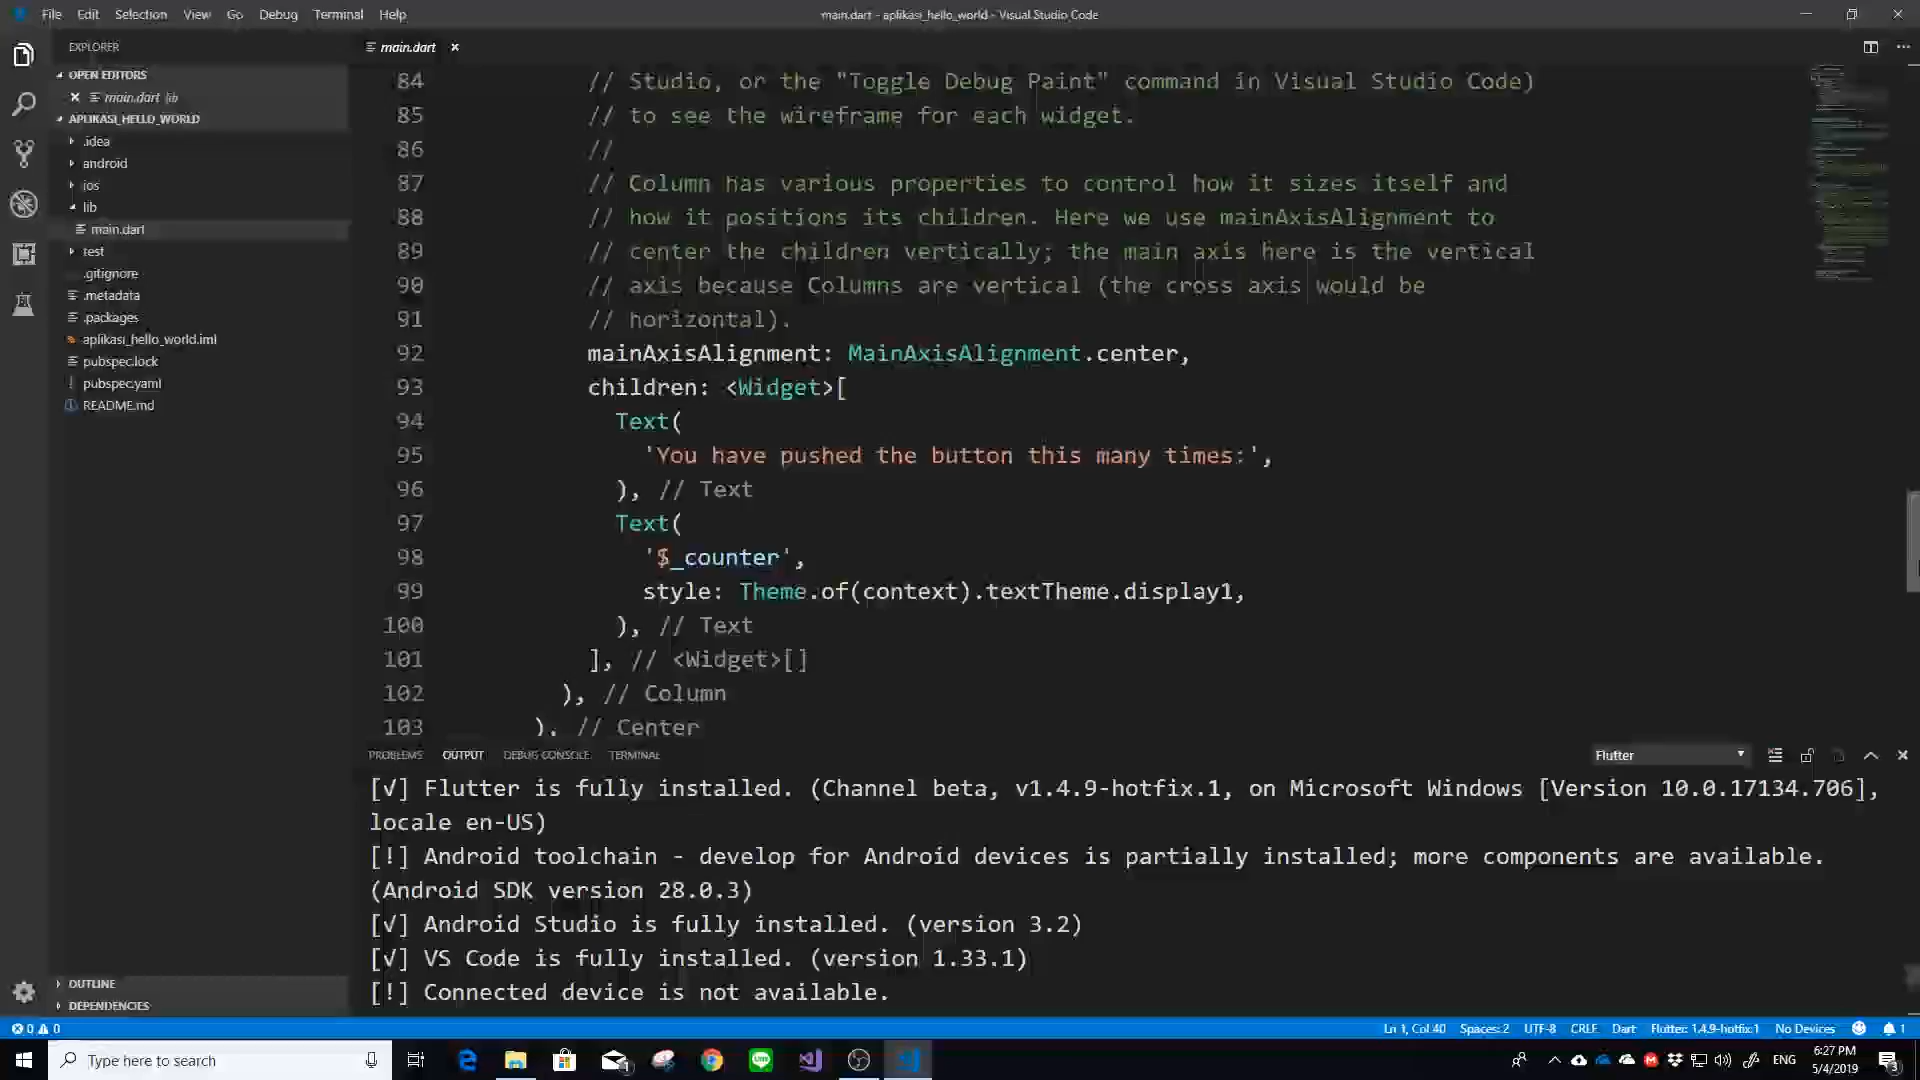 File Edit Selection View Go Debug Terminal Help
main.dart - aplikasi_hello_world - Visual Studio Code
EXPLORER
OPEN EDITORS
main.dart lib
APLIKASI_HELLO_WORLD
.idea
android
ios
lib
main.dart
test
.gitignore
.metadata
.packages
aplikasi_hello_world.iml
pubspec.lock
pubspec.yaml
README.md
OUTLINE
DEPENDENCIES
main.dart
84 // Studio, or the "Toggle Debug Paint" command in Visual Studio Code)
85 // to see the wireframe for each widget.
86 //
87 // Column has various properties to control how it sizes itself and
88 // how it positions its children. Here we use mainAxisAlignment to
89 // center the children vertically; the main axis here is the vertical
90 // axis because Columns are vertical (the cross axis would be
91 // horizontal).
92 mainAxisAlignment: MainAxisAlignment.center,
93 children: <Widget>[
94 Text(
95 'You have pushed the button this many times:',
96 ), // Text
97 Text(
98 '$_counter',
99 style: Theme.of(context).textTheme.display1,
100 ), // Text
101 ], // <Widget>[]
102 ), // Column
103 ), // Center
PROBLEMS OUTPUT DEBUG CONSOLE TERMINAL
Flutter
[√] Flutter is fully installed. (Channel beta, v1.4.9-hotfix.1, on Microsoft Windows [Version 10.0.17134.706],
locale en-US)
[!] Android toolchain - develop for Android devices is partially installed; more components are available.
(Android SDK version 28.0.3)
[√] Android Studio is fully installed. (version 3.2)
[√] VS Code is fully installed. (version 1.33.1)
[!] Connected device is not available.
0 0
Ln 1, Col 40 Spaces: 2 UTF-8 CRLF Dart Flutter: 1.4.9-hotfix.1 No Devices 1
Type here to search
ENG
6:27 PM
5/4/2019
3